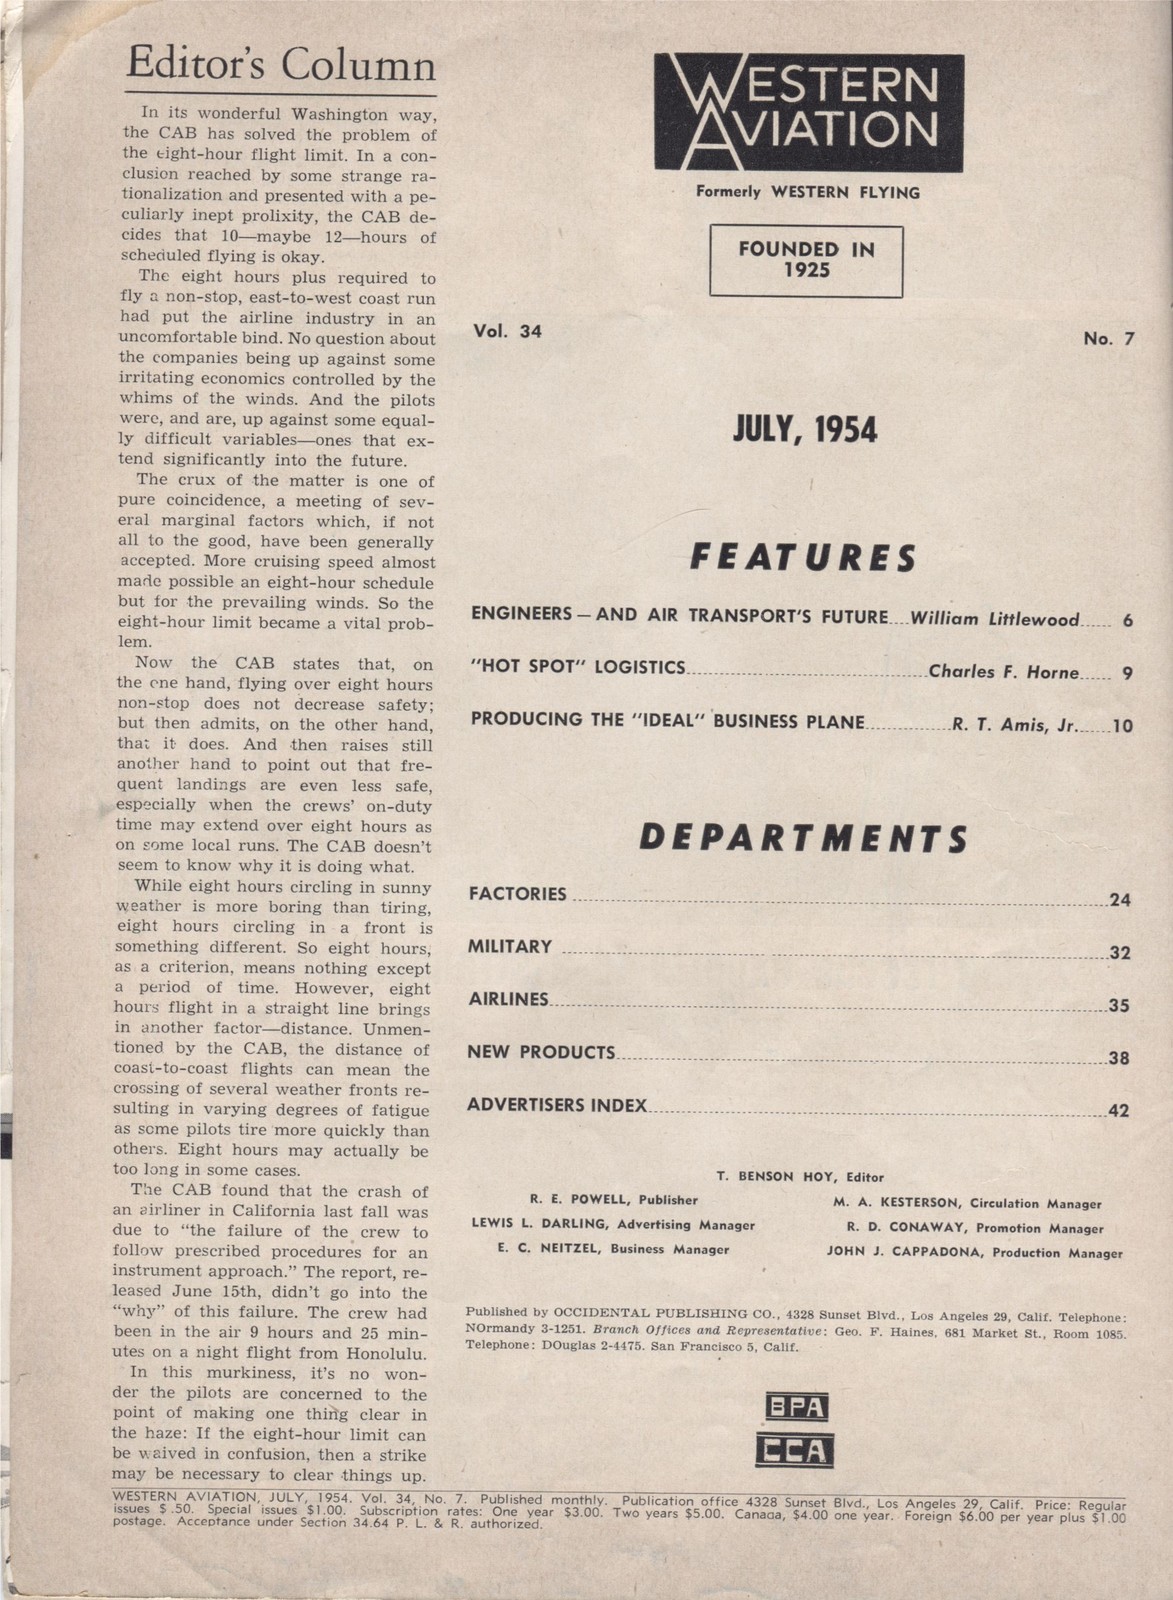 Editor's Column
In its wonderful Washington way,
the CAB has solved the problem of
the eight-hour flight limit. In a con-
clusion reached by some strange ra-
tionalization and presented with a pe-
culiarly inept prolixity, the CAB de-
cides that 10—maybe 12—hours of
scheduled flying is okay.
The eight hours plus required to
fly a non-stop, east-to-west coast run
had put the airline industry in an
uncomfortable bind. No question about
the companies being up against some
irritating economics controlled by the
whims of the winds. And the pilots
were, and are, up against some equal-
ly difficult variables—ones that ex-
tend significantly into the future.
The crux of the matter is one of
pure coincidence, a meeting of sev-
eral marginal factors which, if not
all to the good, have been generally
accepted. More cruising speed almost
made possible an eight-hour schedule
but for the prevailing winds. So the
eight-hour limit became a vital prob-
lem.
Now the CAB states that, on
the one hand, flying over eight hours
non-stop does not decrease safety;
but then admits, on the other hand,
that it does. And then raises still
another hand to point out that fre-
quent landings are even less safe,
especially when the crews' on-duty
time may extend over eight hours as
on some local runs. The CAB doesn't
seem to know why it is doing what.
While eight hours circling in sunny
weather is more boring than tiring,
eight hours circling in a front is
something different. So eight hours,
as a criterion, means nothing except
a period of time. However, eight
hours flight in a straight line brings
in another factor—distance. Unmen-
tioned by the CAB, the distance of
coast-to-coast flights can mean the
crossing of several weather fronts re-
sulting in varying degrees of fatigue
as some pilots tire more quickly than
others. Eight hours may actually be
too long in some cases.
The CAB found that the crash of
an airliner in California last fall was
due to "the failure of the crew to
follow prescribed procedures for an
instrument approach." The report, re-
leased June 15th, didn't go into the
"why" of this failure. The crew had
been in the air 9 hours and 25 min-
utes on a night flight from Honolulu.
In this murkiness, it's no won-
der the pilots are concerned to the
point of making one thing clear in
the haze: If the eight-hour limit can
be waived in confusion, then a strike
may be necessary to clear things up.
WESTERN
AVIATION
Formerly WESTERN FLYING
FOUNDED IN
1925
Vol. 34 No. 7
JULY, 1954
FEATURES
ENGINEERS — AND AIR TRANSPORT'S FUTURE....William Littlewood...... 6
"HOT SPOT" LOGISTICS..............................Charles F. Horne...... 9
PRODUCING THE "IDEAL" BUSINESS PLANE...............R. T. Amis, Jr.......10
DEPARTMENTS
FACTORIES ..............................24
MILITARY ..............................32
AIRLINES..............................35
NEW PRODUCTS..............................38
ADVERTISERS INDEX..............................42
T. BENSON HOY, Editor
R. E. POWELL, Publisher M. A. KESTERSON, Circulation Manager
LEWIS L. DARLING, Advertising Manager R. D. CONAWAY, Promotion Manager
E. C. NEITZEL, Business Manager JOHN J. CAPPADONA, Production Manager
Published by OCCIDENTAL PUBLISHING CO., 4328 Sunset Blvd., Los Angeles 29, Calif. Telephone:
NOrmandy 3-1251. Branch Offices and Representative: Geo. F. Haines, 681 Market St., Room 1085.
Telephone: DOuglas 2-4475. San Francisco 5, Calif.
BPA
CCA
WESTERN AVIATION, JULY, 1954. Vol. 34, No. 7. Published monthly. Publication office 4328 Sunset Blvd., Los Angeles 29, Calif. Price: Regular
issues $ .50. Special issues $1.00. Subscription rates: One year $3.00. Two years $5.00. Canada, $4.00 one year. Foreign $6.00 per year plus $1.00
postage. Acceptance under Section 34.64 P. L. & R. authorized.